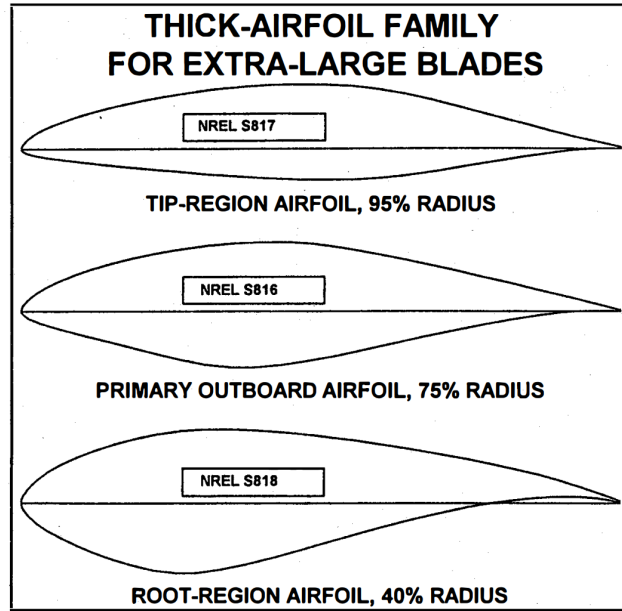 THICK-AIRFOIL FAMILY
FOR EXTRA-LARGE BLADES
NREL S817
TIP-REGION AIRFOIL, 95% RADIUS
NREL S816
PRIMARY OUTBOARD AIRFOIL, 75% RADIUS
NREL S818
ROOT-REGION AIRFOIL, 40% RADIUS